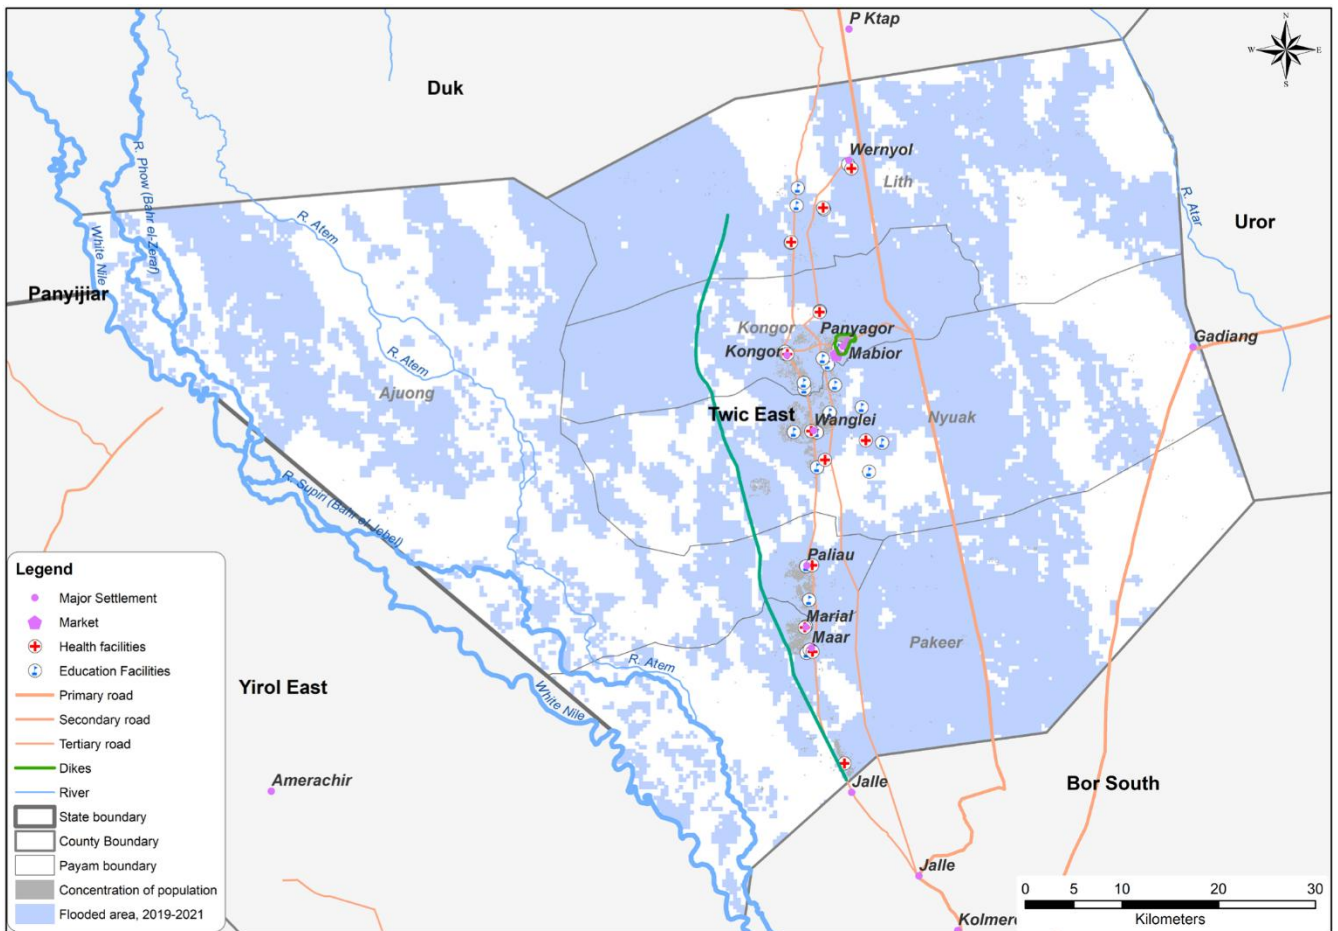 P Ktap
N
W
E
S
Duk
Wernyol
Lith
R. Phow (Bahr el-Zeraf)
R. Atem
R. Atar
Uror
White Nile
Panyijiar
Kongor
Panyagor
Gadiang
Kongor
Mabior
R. Atem
Ajuong
Twic East
Wanglei
Nyuak
R. Supiri (Bahr el-Jebel)
Paliau
Marial
Maar
Pakeer
R. Atem
Yirol East
White Nile
Amerachir
Jalle
Bor South
Jalle
Legend
Major Settlement
Market
Health facilities
Education Facilities
Primary road
Secondary road
Tertiary road
Dikes
River
State boundary
County Boundary
Payam boundary
Concentration of population
Flooded area, 2019-2021
0 5 10 20 30
Kilometers